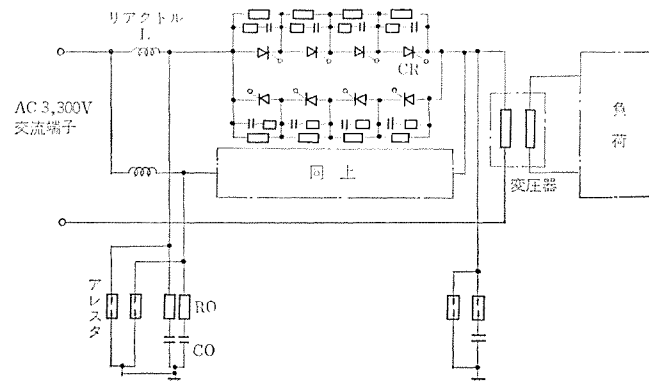 リアクトル
L
CR
AC 3,300V
交流端子
負荷
同上
変圧器
アレスタ
RO
CO